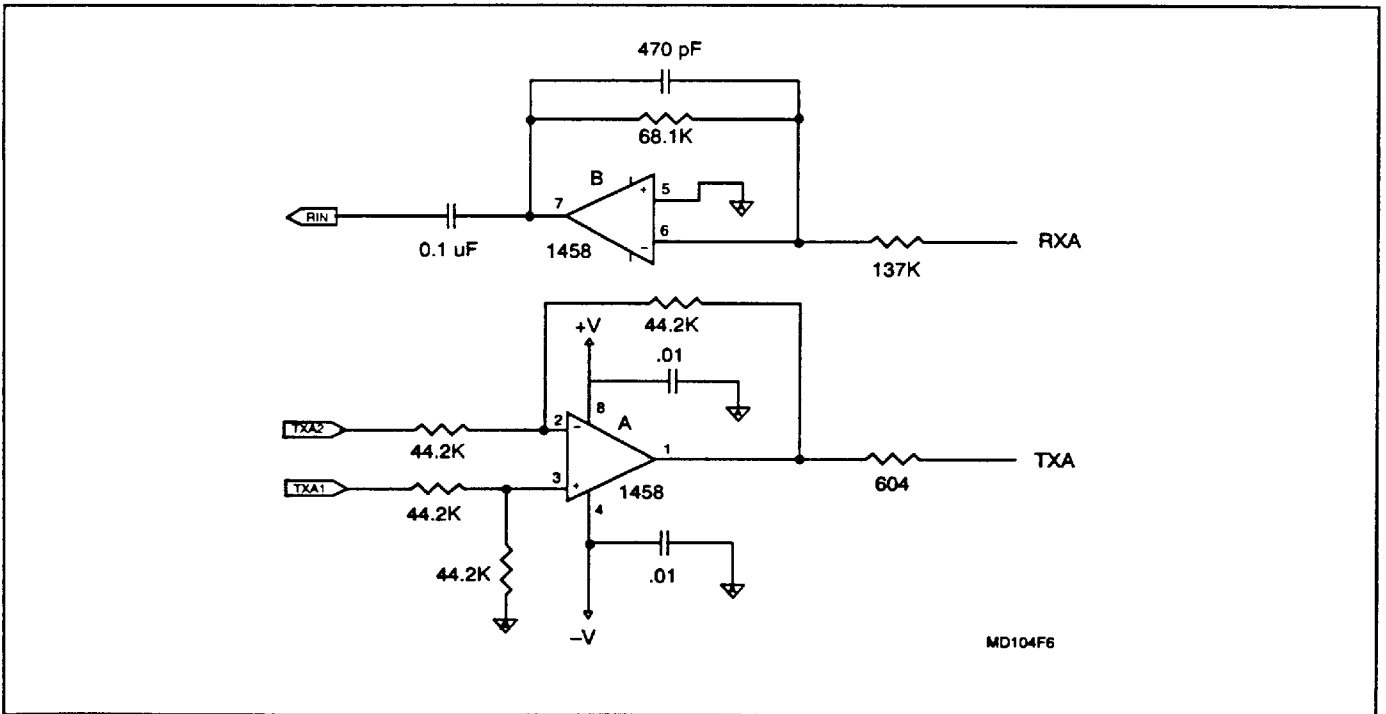 470 pF
68.1K
B
+
5
RIN
7
6
RXA
0.1 uF
1458
−
137K
44.2K
+V
.01
8
A
TXA2
2
−
1
44.2K
TXA
3
604
TXA1
+
1458
4
44.2K
44.2K
.01
−V
MD104F6